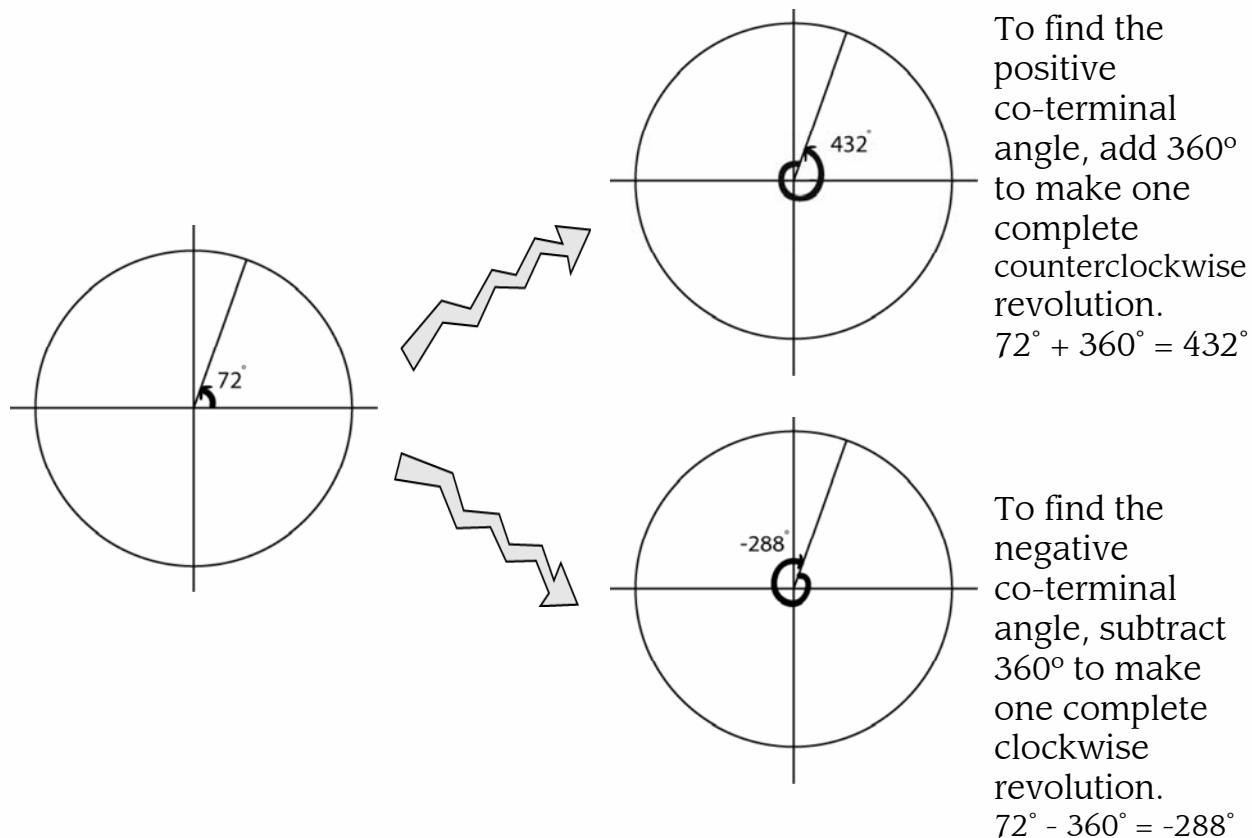 72°
432°
To find the
positive
co-terminal
angle, add 360º
to make one
complete
counterclockwise
revolution.
72° + 360° = 432°
-288°
To find the
negative
co-terminal
angle, subtract
360º to make
one complete
clockwise
revolution.
72° - 360° = -288°